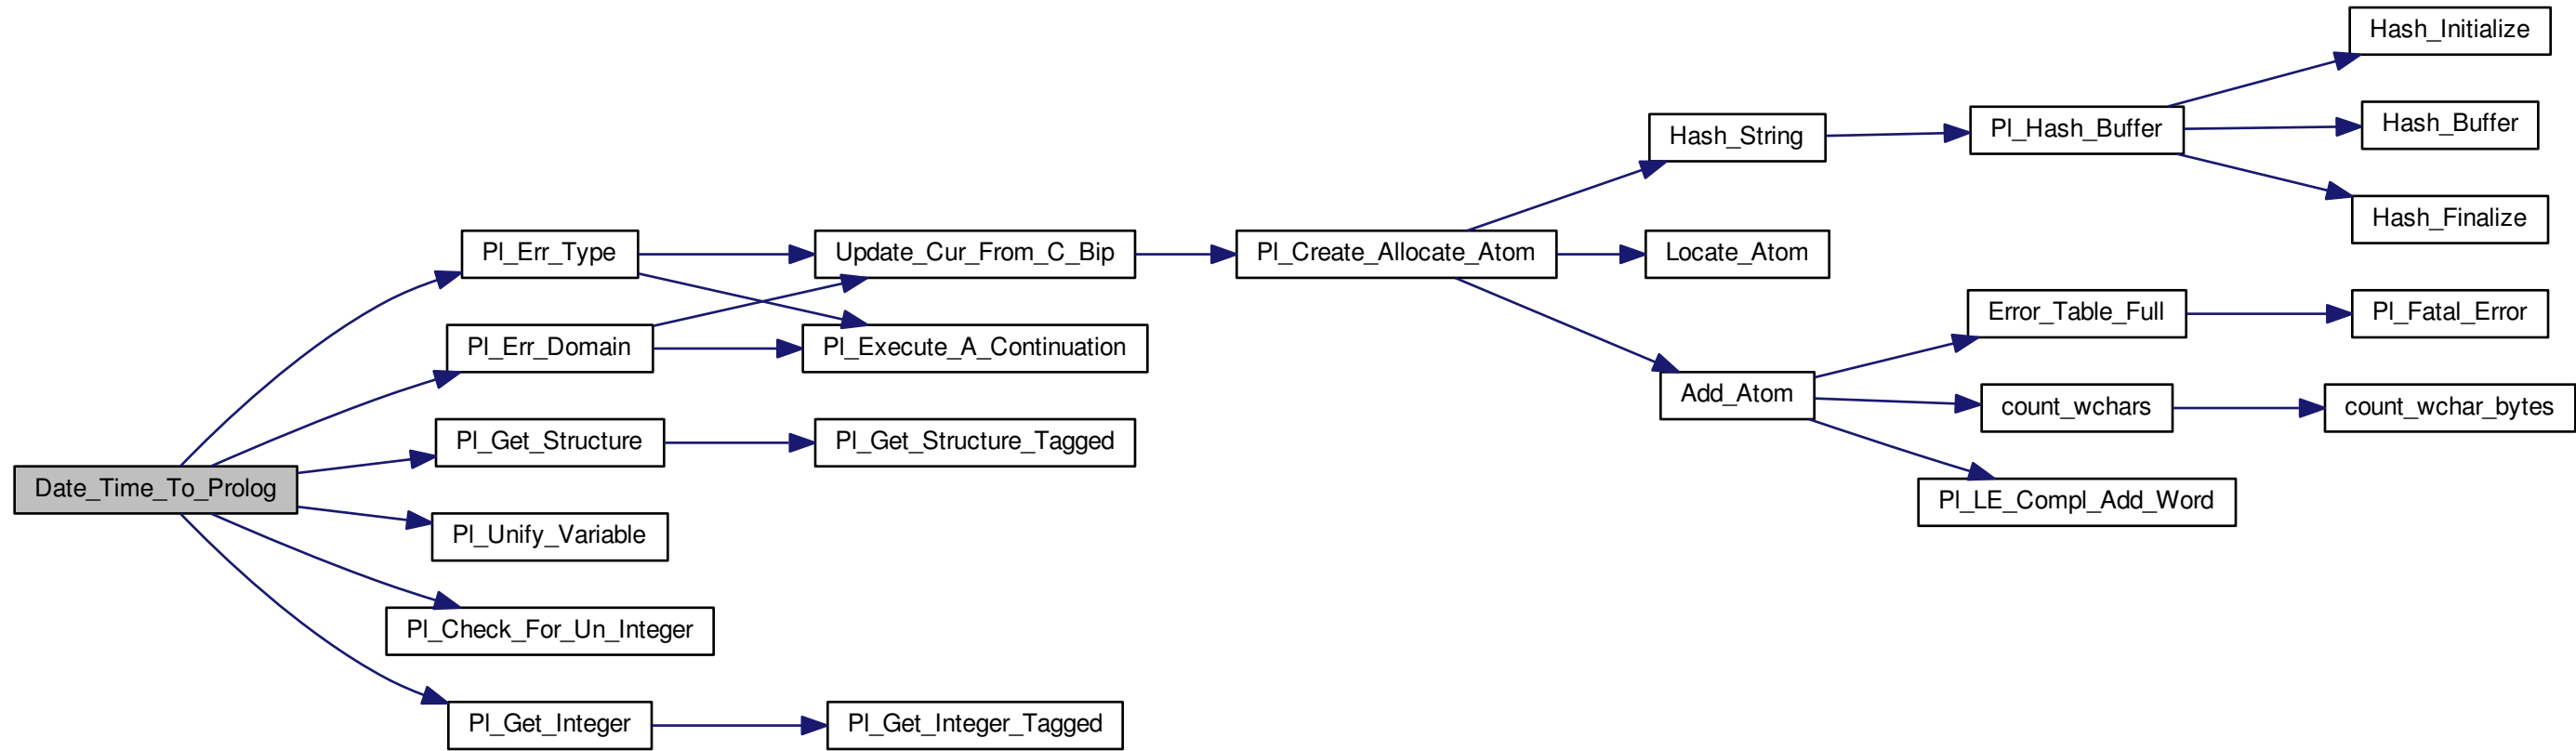 Hash_Initialize
Hash_String
Pl_Hash_Buffer
Hash_Buffer
Hash_Finalize
Pl_Err_Type
Update_Cur_From_C_Bip
Pl_Create_Allocate_Atom
Locate_Atom
Error_Table_Full
Pl_Fatal_Error
Pl_Err_Domain
Pl_Execute_A_Continuation
Add_Atom
count_wchars
count_wchar_bytes
Pl_Get_Structure
Pl_Get_Structure_Tagged
Date_Time_To_Prolog
Pl_LE_Compl_Add_Word
Pl_Unify_Variable
Pl_Check_For_Un_Integer
Pl_Get_Integer
Pl_Get_Integer_Tagged